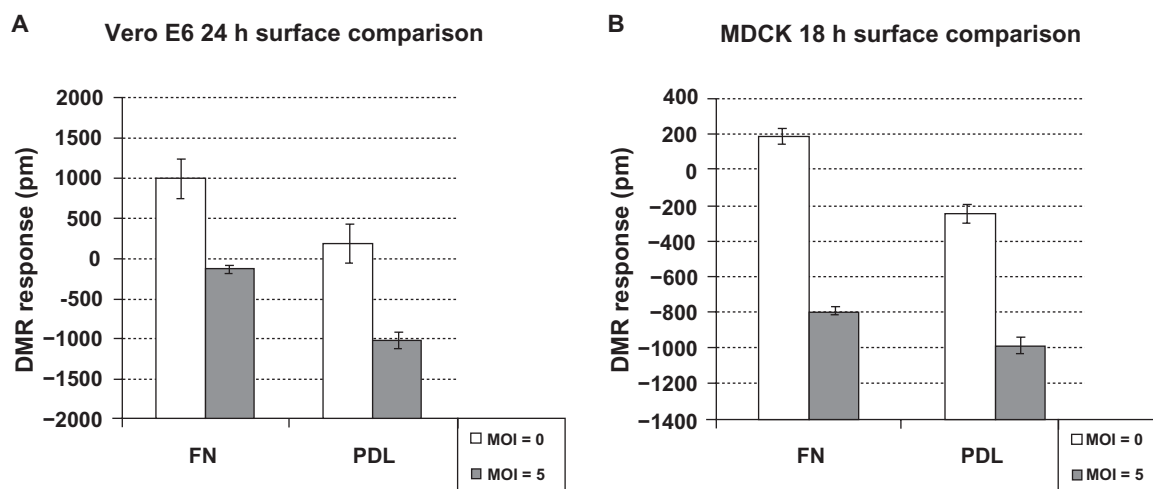 A
Vero E6 24 h surface comparison
DMR response (pm)
2000
1500
1000
500
0
-500
−1000
−1500
−2000
FN
PDL
MOI = 0
MOI = 5
B
MDCK 18 h surface comparison
DMR response (pm)
400
200
0
−200
−400
−600
−800
−1000
−1200
−1400
FN
PDL
MOI = 0
MOI = 5